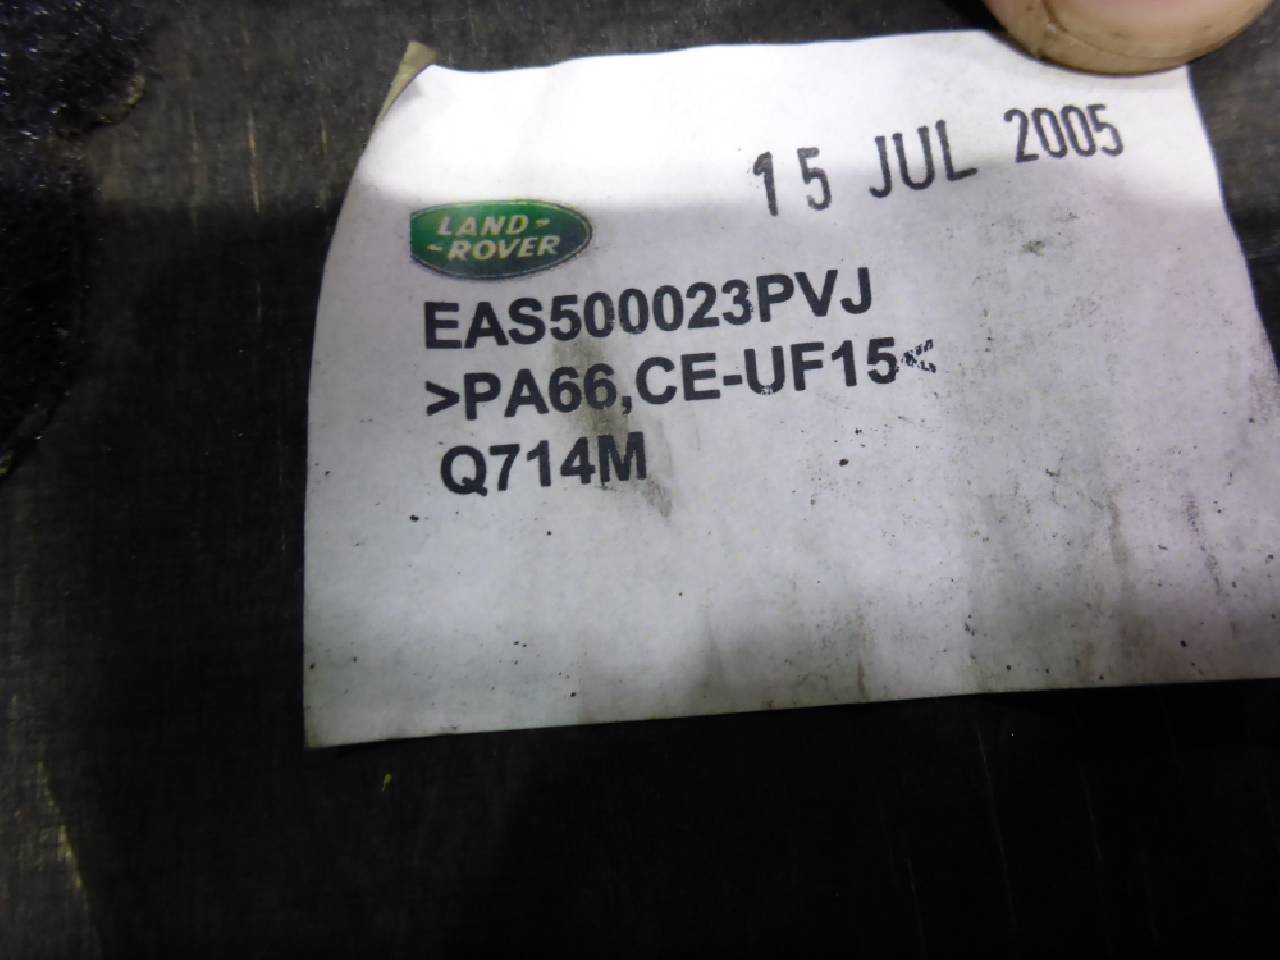 15 JUL 2005
LAND-
-ROVER
EAS500023PVJ
>PA66,CE-UF15<
Q714M